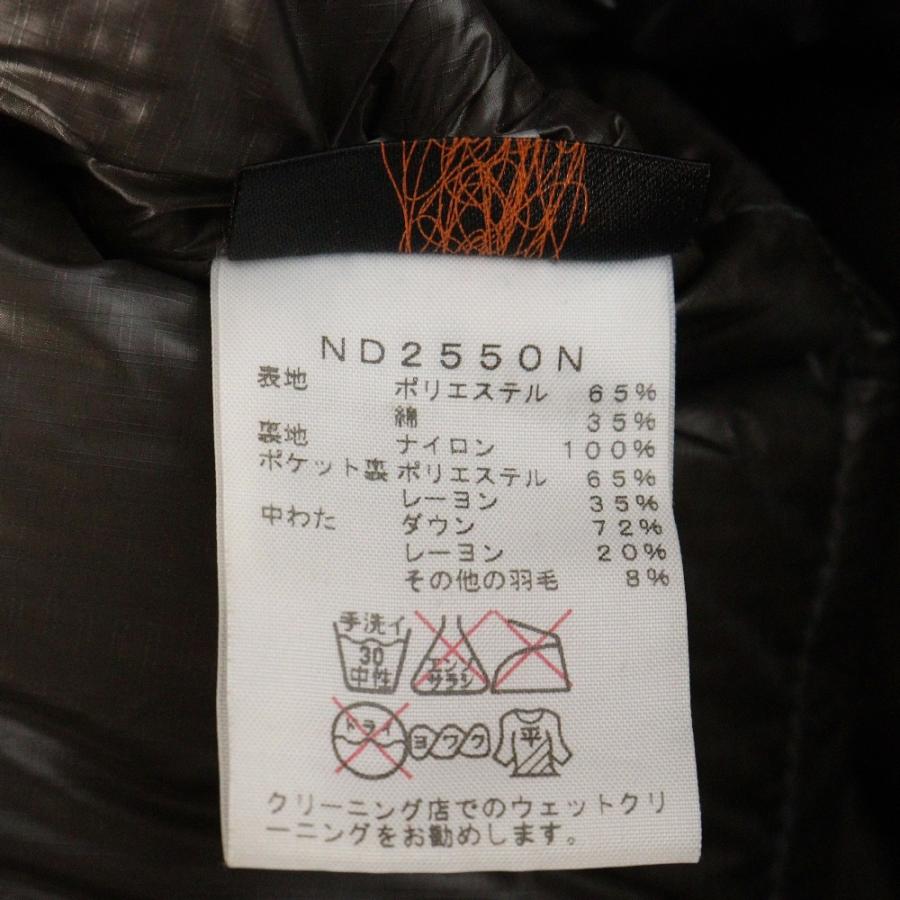 ND2550N
表地 ポリエステル 65%
綿 35%
裏地 ナイロン 100%
ポケット裏 ポリエステル 65%
レーヨン 35%
中わた ダウン 72%
レーヨン 20%
その他の羽毛 8%
手洗イ
30
中性
エンソ
サラシ
ドライ
ヨワク
平
クリーニング店でのウェットクリ
ーニングをお勧めします。